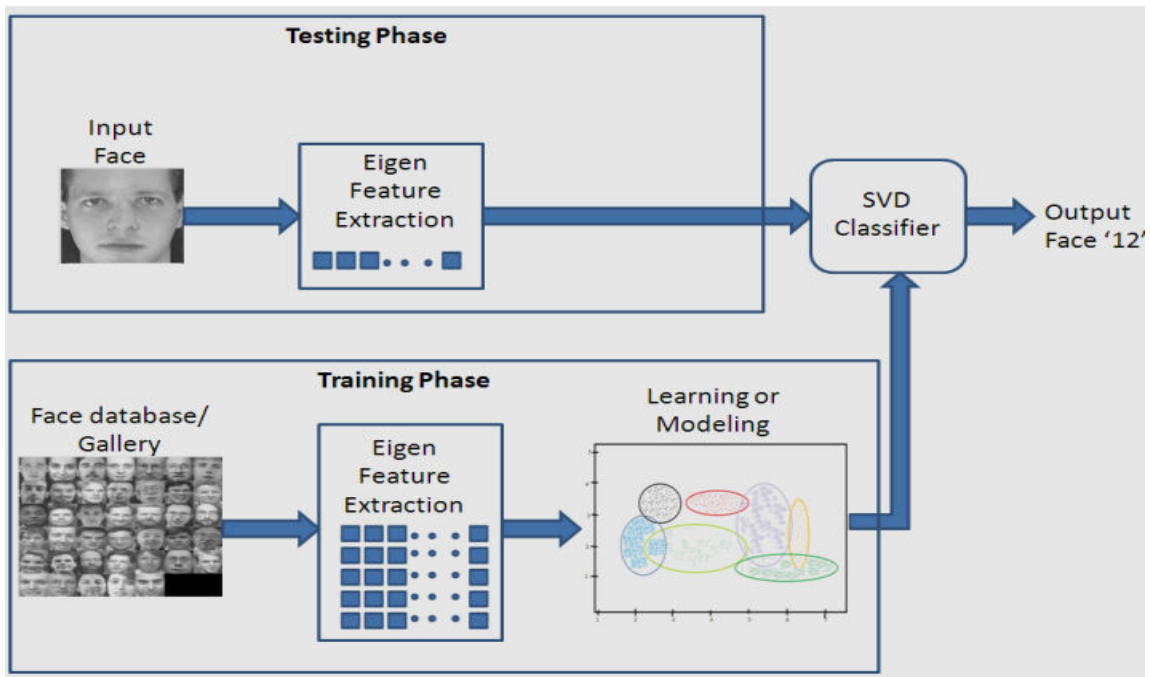 Testing Phase
Input
Face
Eigen
Feature
Extraction
SVD
Classifier
Output
Face ‘12’
Training Phase
Face database/
Gallery
Eigen
Feature
Extraction
Learning or
Modeling